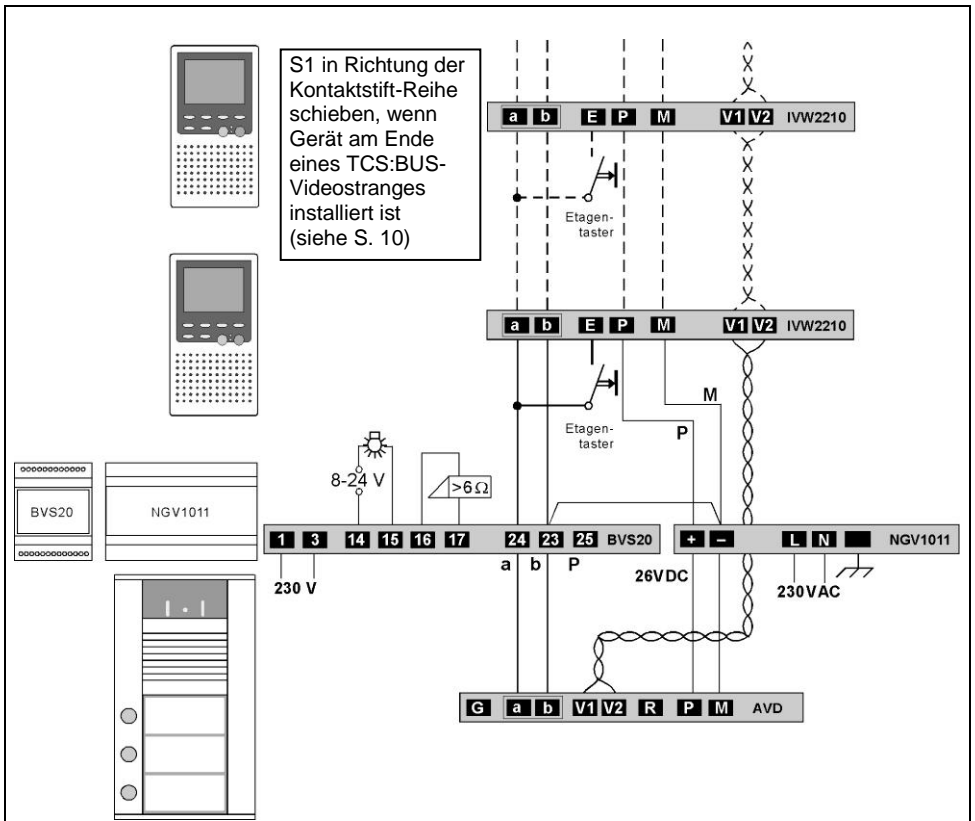 S1 in Richtung der
Kontaktstift-Reihe
schieben, wenn
Gerät am Ende
eines TCS:BUS-
Videostranges
installiert ist
(siehe S. 10)
a b E P M V1 V2 IVW2210
Etagen-
taster
a b E P M V1 V2 IVW2210
Etagen-
taster
M
P
8-24 V
>6Ω
BVS20
NGV1011
1 3 14 15 16 17 24 23 25 BVS20
+ – L N NGV1011
a b P
230 V
26VDC
230VAC
G a b V1 V2 R P M AVD